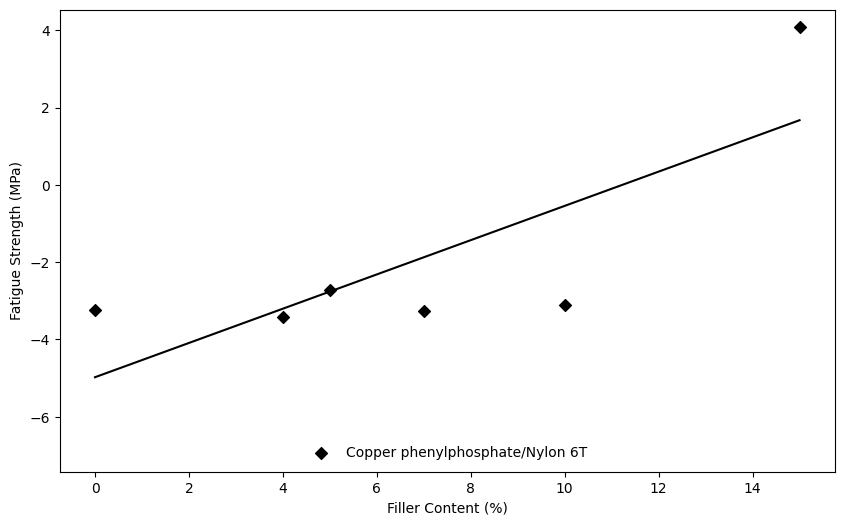 4
2
0
−2
−4
−6
Fatigue Strength (MPa)
Copper phenylphosphate/Nylon 6T
0 2 4 6 8 10 12 14
Filler Content (%)